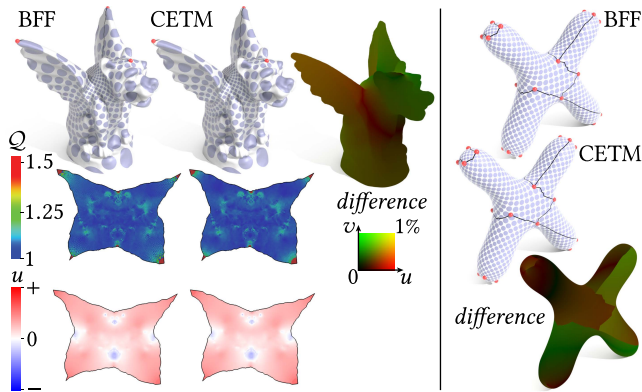 BFF
CETM
Q
1.5
1.25
1
u
+
0
−
difference
v
1%
0
u
BFF
CETM
difference